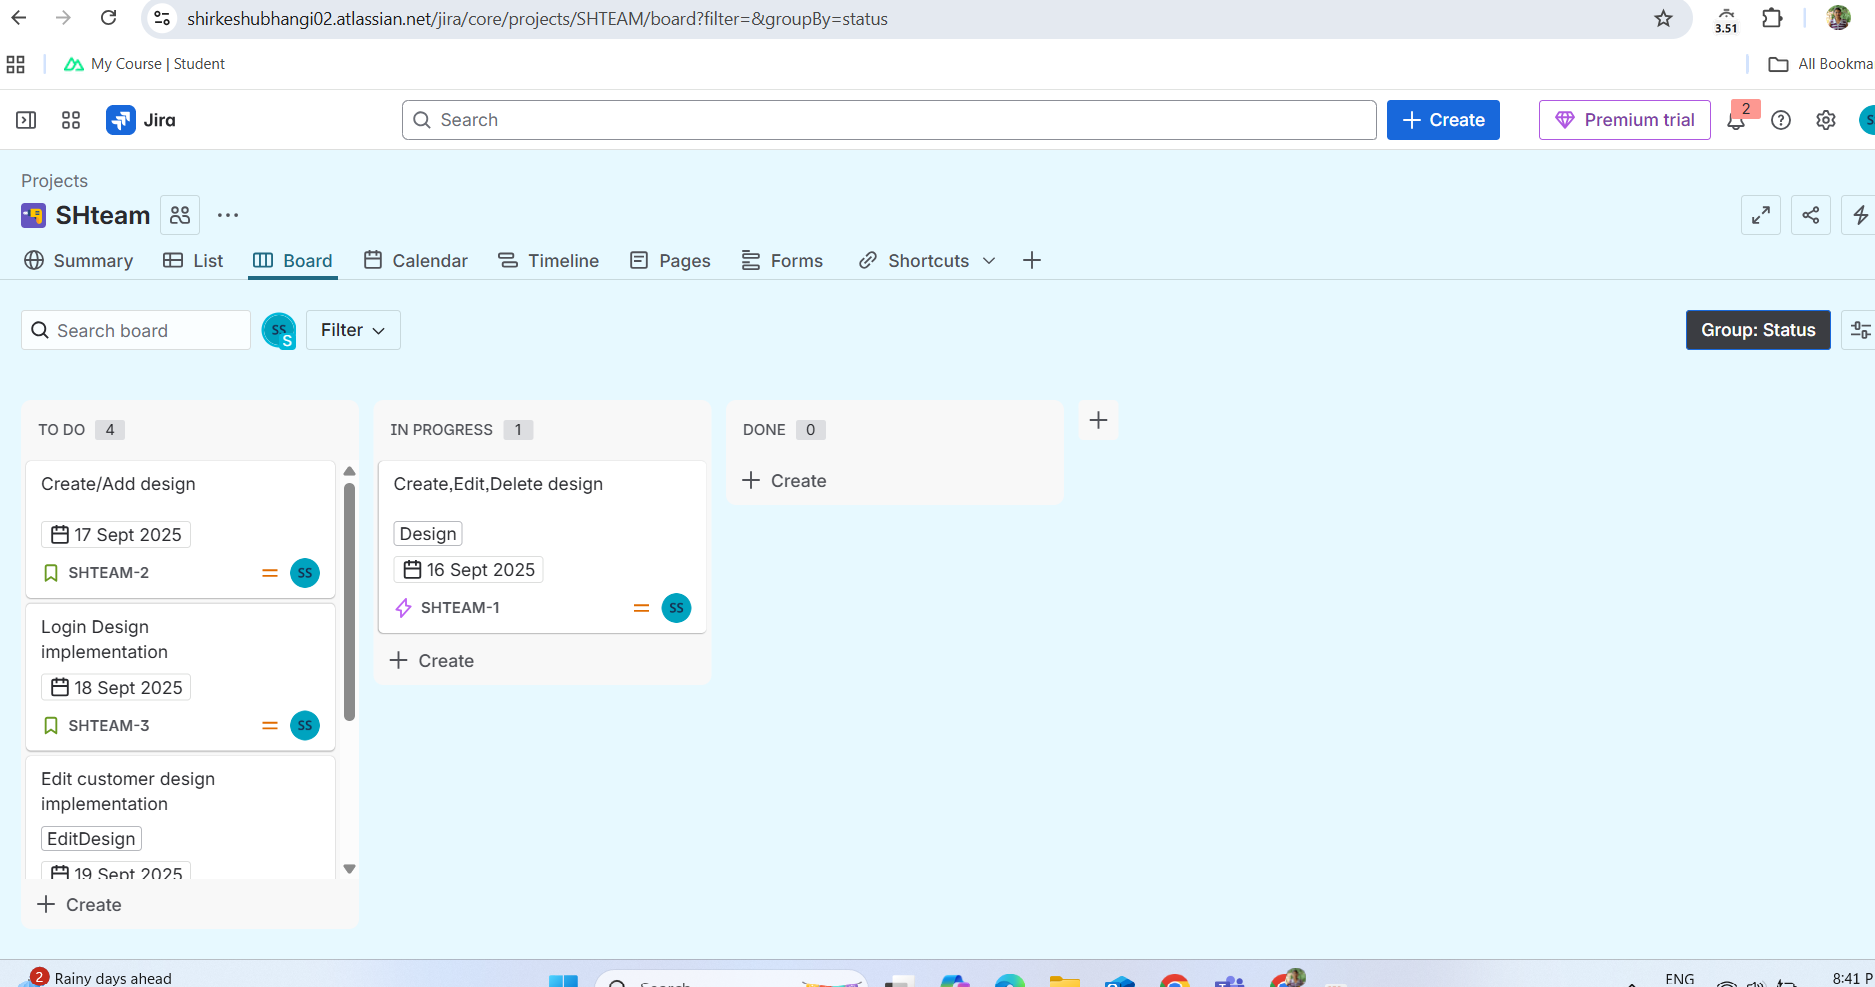 shirkeshubhangi02.atlassian.net/jira/core/projects/SHTEAM/board?filter=&groupBy=status
3.51
My Course | Student
All Bookma
Jira
Search
+ Create
Premium trial
2
S
Projects
SHteam
Summary
List
Board
Calendar
Timeline
Pages
Forms
Shortcuts
Search board
SS
S
Filter
Group: Status
TO DO 4
Create/Add design
17 Sept 2025
SHTEAM-2
SS
Login Design
implementation
18 Sept 2025
SHTEAM-3
SS
Edit customer design
implementation
EditDesign
19 Sept 2025
+ Create
IN PROGRESS 1
Create,Edit,Delete design
Design
16 Sept 2025
SHTEAM-1
SS
+ Create
DONE 0
+ Create
2
Rainy days ahead
Search
ENG
8:41 P